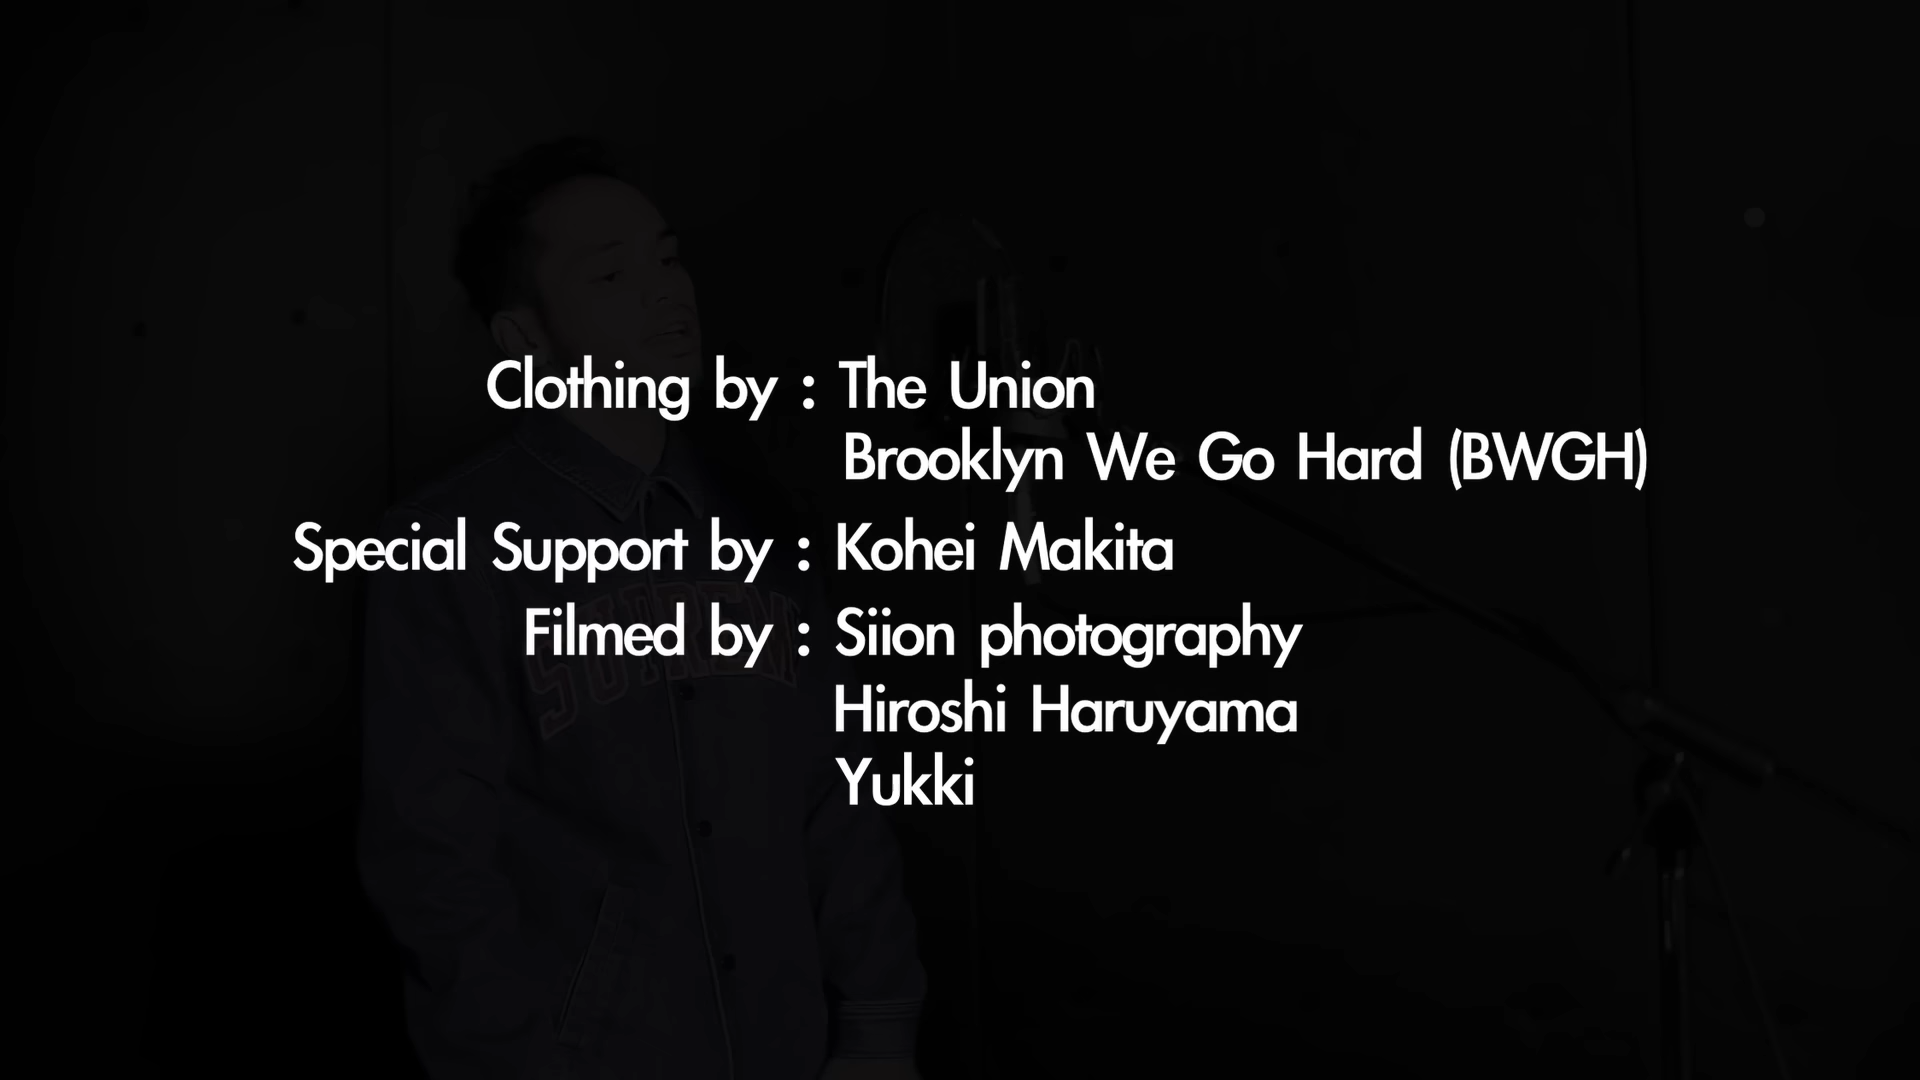 Clothing by : The Union
Brooklyn We Go Hard (BWGH)
Special Support by : Kohei Makita
Filmed by : Siion photography
Hiroshi Haruyama
Yukki
SUPREME